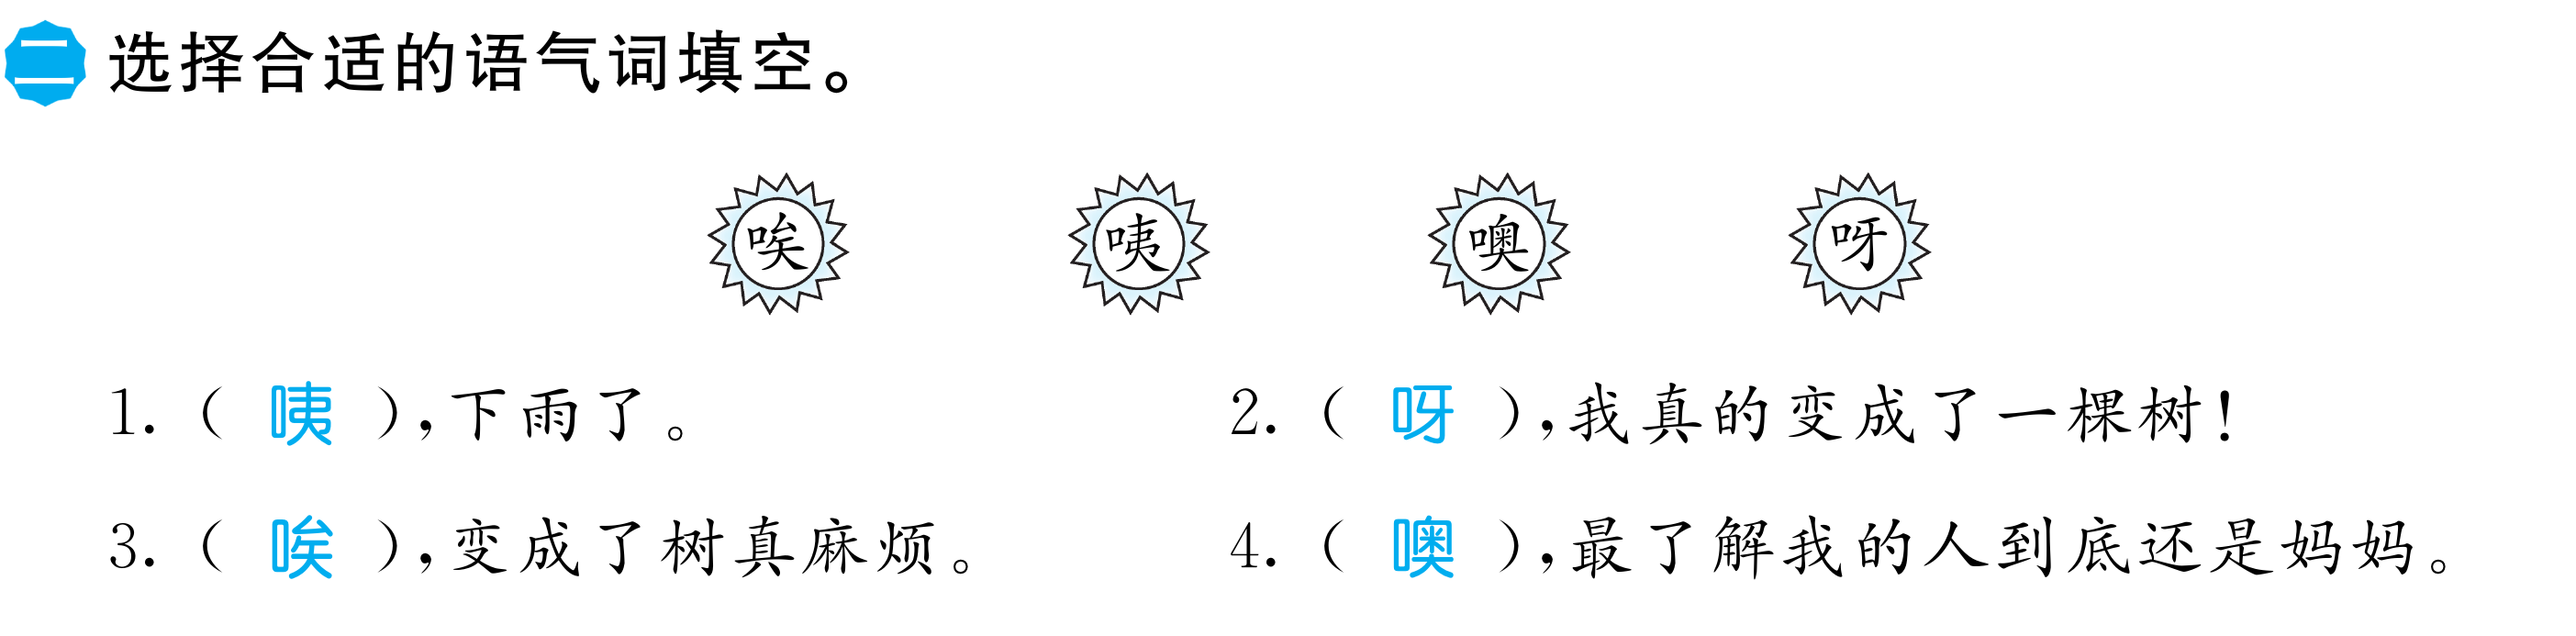 二 选择合适的语气词填空。
唉 咦 噢 呀
1.( 咦 ),下雨了。 2.( 呀 ),我真的变成了一棵树!
3.( 唉 ),变成了树真麻烦。 4.( 噢 ),最了解我的人到底还是妈妈。